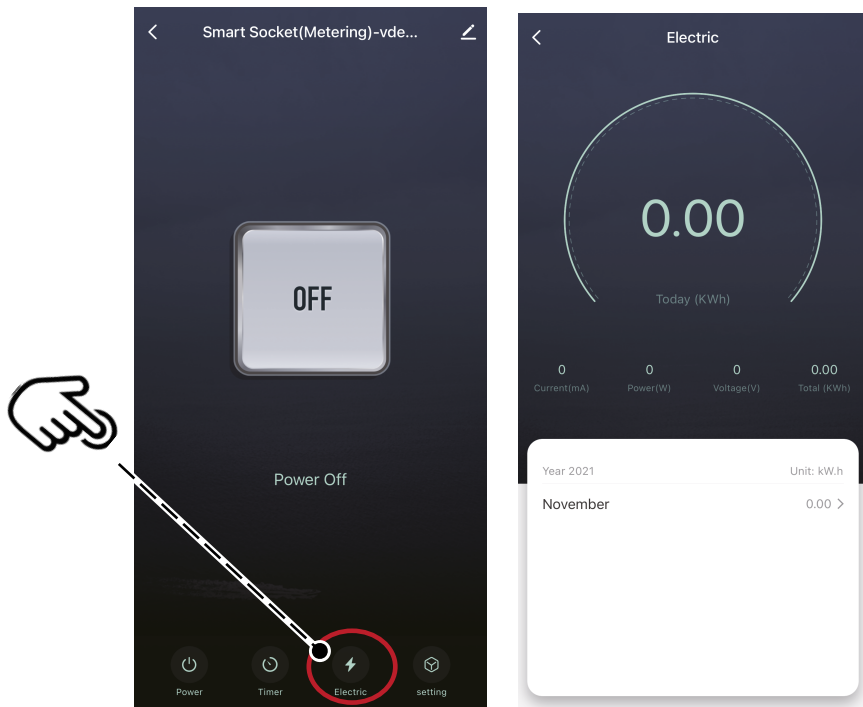 Smart Socket(Metering)-vde...
OFF
Power Off
Power
Timer
Electric
setting
Electric
0.00
Today (KWh)
0
0
0
0.00
Current(mA)
Power(W)
Voltage(V)
Total (KWh)
Year 2021
Unit: kW.h
November
0.00